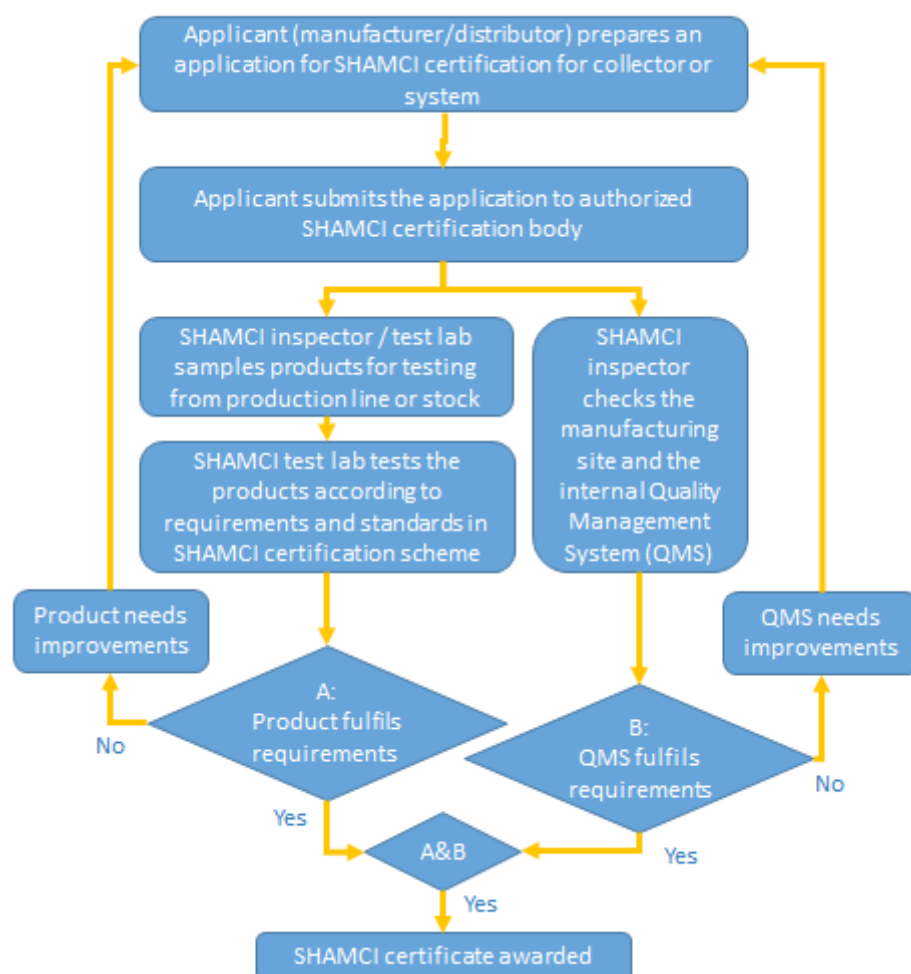 Applicant (manufacturer/distributor) prepares an
application for SHAMCI certification for collector or
system
Applicant submits the application to authorized
SHAMCI certification body
SHAMCI inspector / test lab
samples products for testing
from production line or stock
SHAMCI
inspector
checks the
manufacturing
site and the
internal Quality
Management
System (QMS)
SHAMCI test lab tests the
products according to
requirements and standards in
SHAMCI certification scheme
Product needs
improvements
QMS needs
improvements
A:
Product fulfils
requirements
No
B:
QMS fulfils
requirements
No
Yes
Yes
A&B
Yes
SHAMCI certificate awarded